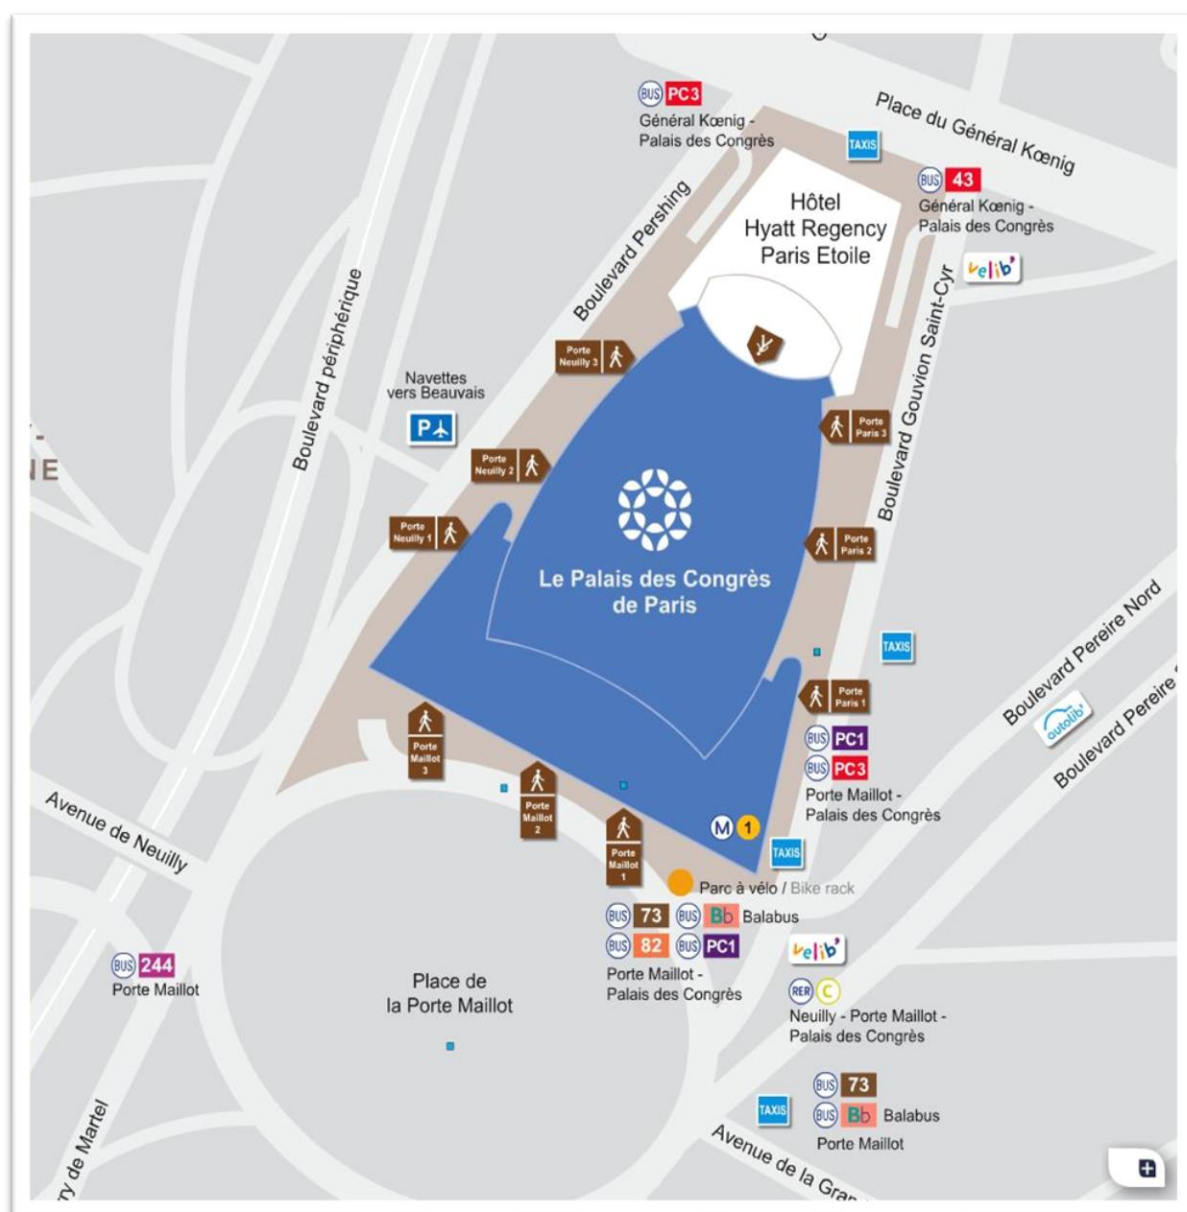 BUS PC3
Général Kœnig -
Palais des Congrès
Place du Général Kœnig
TAXIS
BUS 43
Général Kœnig -
Palais des Congrès
velib'
Hôtel
Hyatt Regency
Paris Etoile
Boulevard Pershing
Boulevard périphérique
Boulevard Gouvion Saint-Cyr
Porte
Neuilly 3
Navettes
vers Beauvais
P
Porte
Paris 3
Porte
Neuilly 2
Porte
Neuilly 1
Porte
Paris 2
Le Palais des Congrès
de Paris
TAXIS
Boulevard Pereire Nord
autolib'
Boulevard Pereire
Porte
Paris 1
BUS PC1
BUS PC3
Porte Maillot -
Palais des Congrès
Porte
Maillot
3
Porte
Maillot
2
Porte
Maillot
1
M 1
TAXIS
Avenue de Neuilly
Parc à vélo / Bike rack
BUS 73 BUS Bb Balabus
BUS 82 BUS PC1
Porte Maillot -
Palais des Congrès
velib'
RER C
Neuilly - Porte Maillot -
Palais des Congrès
BUS 244
Porte Maillot
Place de
la Porte Maillot
BUS 73
BUS Bb Balabus
Porte Maillot
TAXIS
Avenue de la Gran
ry de Martel